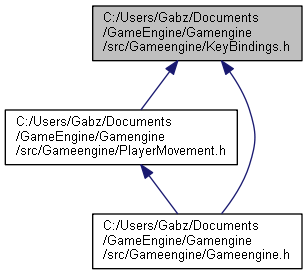 C:/Users/Gabz/Documents
/GameEngine/Gamengine
/src/Gameengine/KeyBindings.h
C:/Users/Gabz/Documents
/GameEngine/Gamengine
/src/Gameengine/PlayerMovement.h
C:/Users/Gabz/Documents
/GameEngine/Gamengine
/src/Gameengine/Gameengine.h